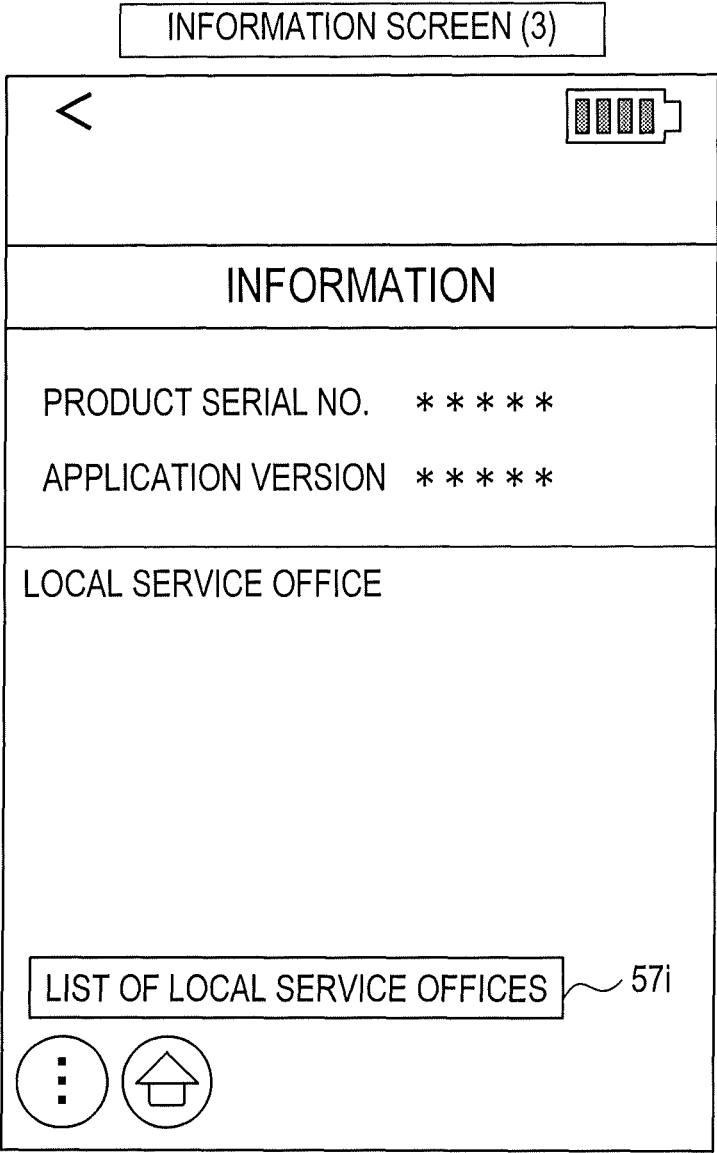 INFORMATION SCREEN (3)
<
INFORMATION
PRODUCT SERIAL NO. *****
APPLICATION VERSION *****
LOCAL SERVICE OFFICE
LIST OF LOCAL SERVICE OFFICES 57i